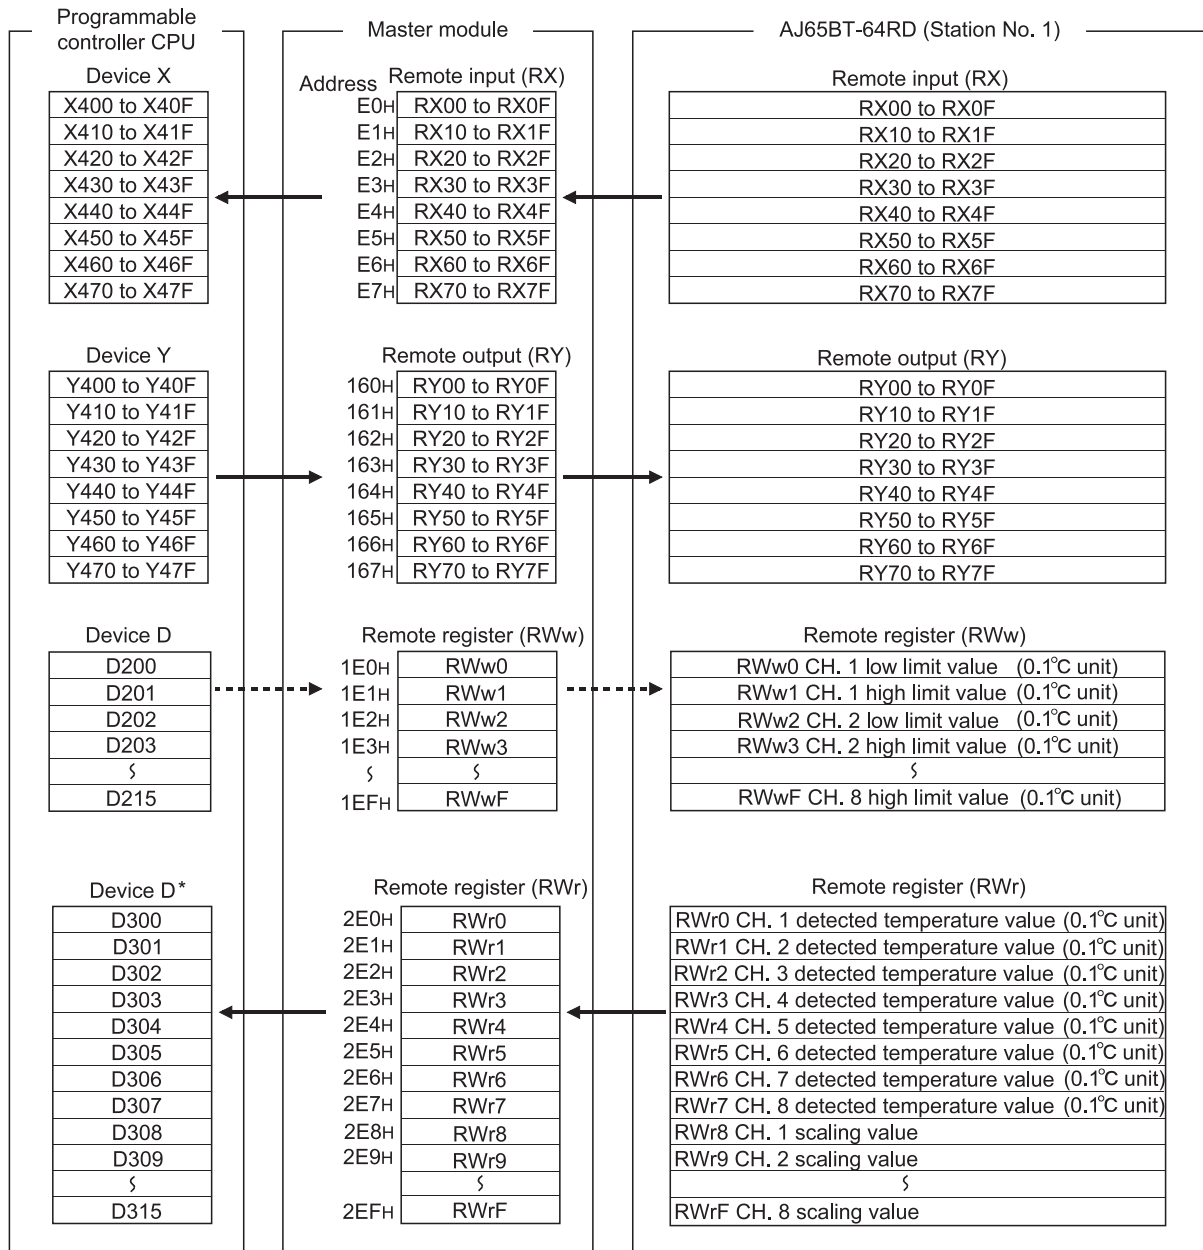 Programmable controller CPU
Master module
AJ65BT-64RD (Station No. 1)
Device X
Address
Remote input (RX)
Remote input (RX)
X400 to X40F E0H RX00 to RX0F RX00 to RX0F
X410 to X41F E1H RX10 to RX1F RX10 to RX1F
X420 to X42F E2H RX20 to RX2F RX20 to RX2F
X430 to X43F E3H RX30 to RX3F RX30 to RX3F
X440 to X44F E4H RX40 to RX4F RX40 to RX4F
X450 to X45F E5H RX50 to RX5F RX50 to RX5F
X460 to X46F E6H RX60 to RX6F RX60 to RX6F
X470 to X47F E7H RX70 to RX7F RX70 to RX7F
Device Y Remote output (RY) Remote output (RY)
Y400 to Y40F 160H RY00 to RY0F RY00 to RY0F
Y410 to Y41F 161H RY10 to RY1F RY10 to RY1F
Y420 to Y42F 162H RY20 to RY2F RY20 to RY2F
Y430 to Y43F 163H RY30 to RY3F RY30 to RY3F
Y440 to Y44F 164H RY40 to RY4F RY40 to RY4F
Y450 to Y45F 165H RY50 to RY5F RY50 to RY5F
Y460 to Y46F 166H RY60 to RY6F RY60 to RY6F
Y470 to Y47F 167H RY70 to RY7F RY70 to RY7F
Device D Remote register (RWw) Remote register (RWw)
D200 1E0H RWw0 RWw0 CH. 1 low limit value (0.1℃ unit)
D201 1E1H RWw1 RWw1 CH. 1 high limit value (0.1℃ unit)
D202 1E2H RWw2 RWw2 CH. 2 low limit value (0.1℃ unit)
D203 1E3H RWw3 RWw3 CH. 2 high limit value (0.1℃ unit)
∫ ∫ ∫ ∫
D215 1EFH RWwF RWwF CH. 8 high limit value (0.1℃ unit)
Device D* Remote register (RWr) Remote register (RWr)
D300 2E0H RWr0 RWr0 CH. 1 detected temperature value (0.1℃ unit)
D301 2E1H RWr1 RWr1 CH. 2 detected temperature value (0.1℃ unit)
D302 2E2H RWr2 RWr2 CH. 3 detected temperature value (0.1℃ unit)
D303 2E3H RWr3 RWr3 CH. 4 detected temperature value (0.1℃ unit)
D304 2E4H RWr4 RWr4 CH. 5 detected temperature value (0.1℃ unit)
D305 2E5H RWr5 RWr5 CH. 6 detected temperature value (0.1℃ unit)
D306 2E6H RWr6 RWr6 CH. 7 detected temperature value (0.1℃ unit)
D307 2E7H RWr7 RWr7 CH. 8 detected temperature value (0.1℃ unit)
D308 2E8H RWr8 RWr8 CH. 1 scaling value
D309 2E9H RWr9 RWr9 CH. 2 scaling value
∫ ∫ ∫
D315 2EFH RWrF RWrF CH. 8 scaling value